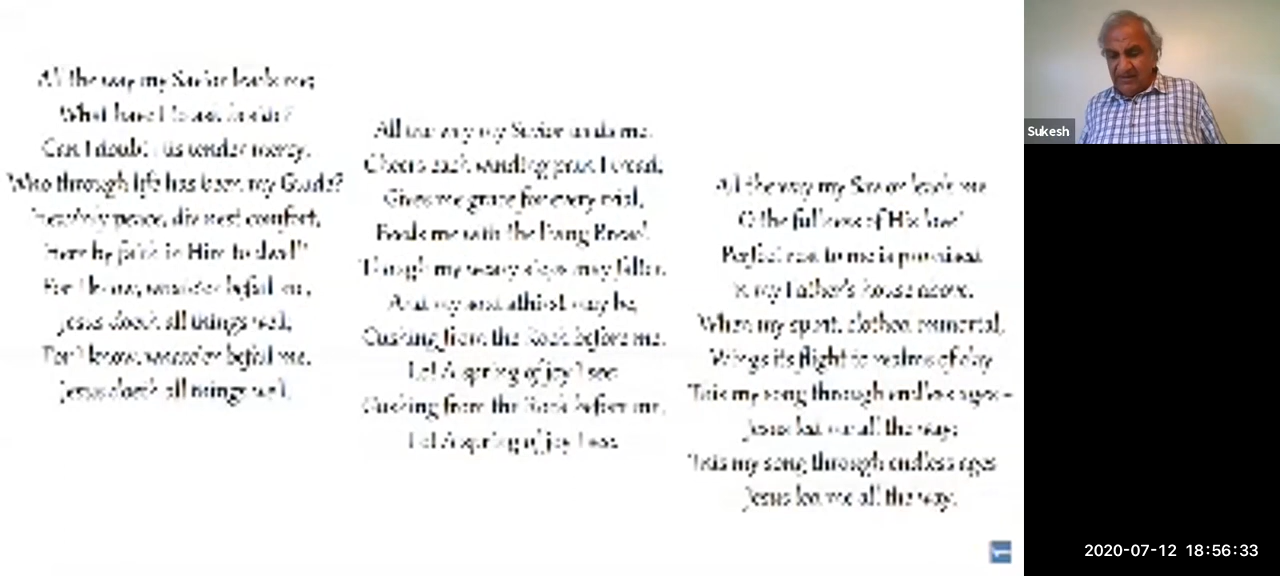 All the way my Savior leads me;
What have I to ask beside?
Can I doubt His tender mercy,
Who through life has been my Guide?
Heav'nly peace, divinest comfort,
Here by faith in Him to dwell!
For I know, whate'er befall me,
Jesus doeth all things well;
For I know, whate'er befall me,
Jesus doeth all things well.
All the way my Savior leads me,
Cheers each winding path I tread,
Gives me grace for every trial,
Feeds me with the living Bread.
Though my weary steps may falter,
And my soul athirst may be,
Gushing from the Rock before me,
Lo! A spring of joy I see;
Gushing from the Rock before me,
Lo! A spring of joy I see.
All the way my Savior leads me
O the fullness of His love!
Perfect rest to me is promised
In my Father's house above.
When my spirit, clothed immortal,
Wings its flight to realms of day
This my song through endless ages –
Jesus led me all the way;
This my song through endless ages
Jesus led me all the way.
Sukesh
2020-07-12 18:56:33